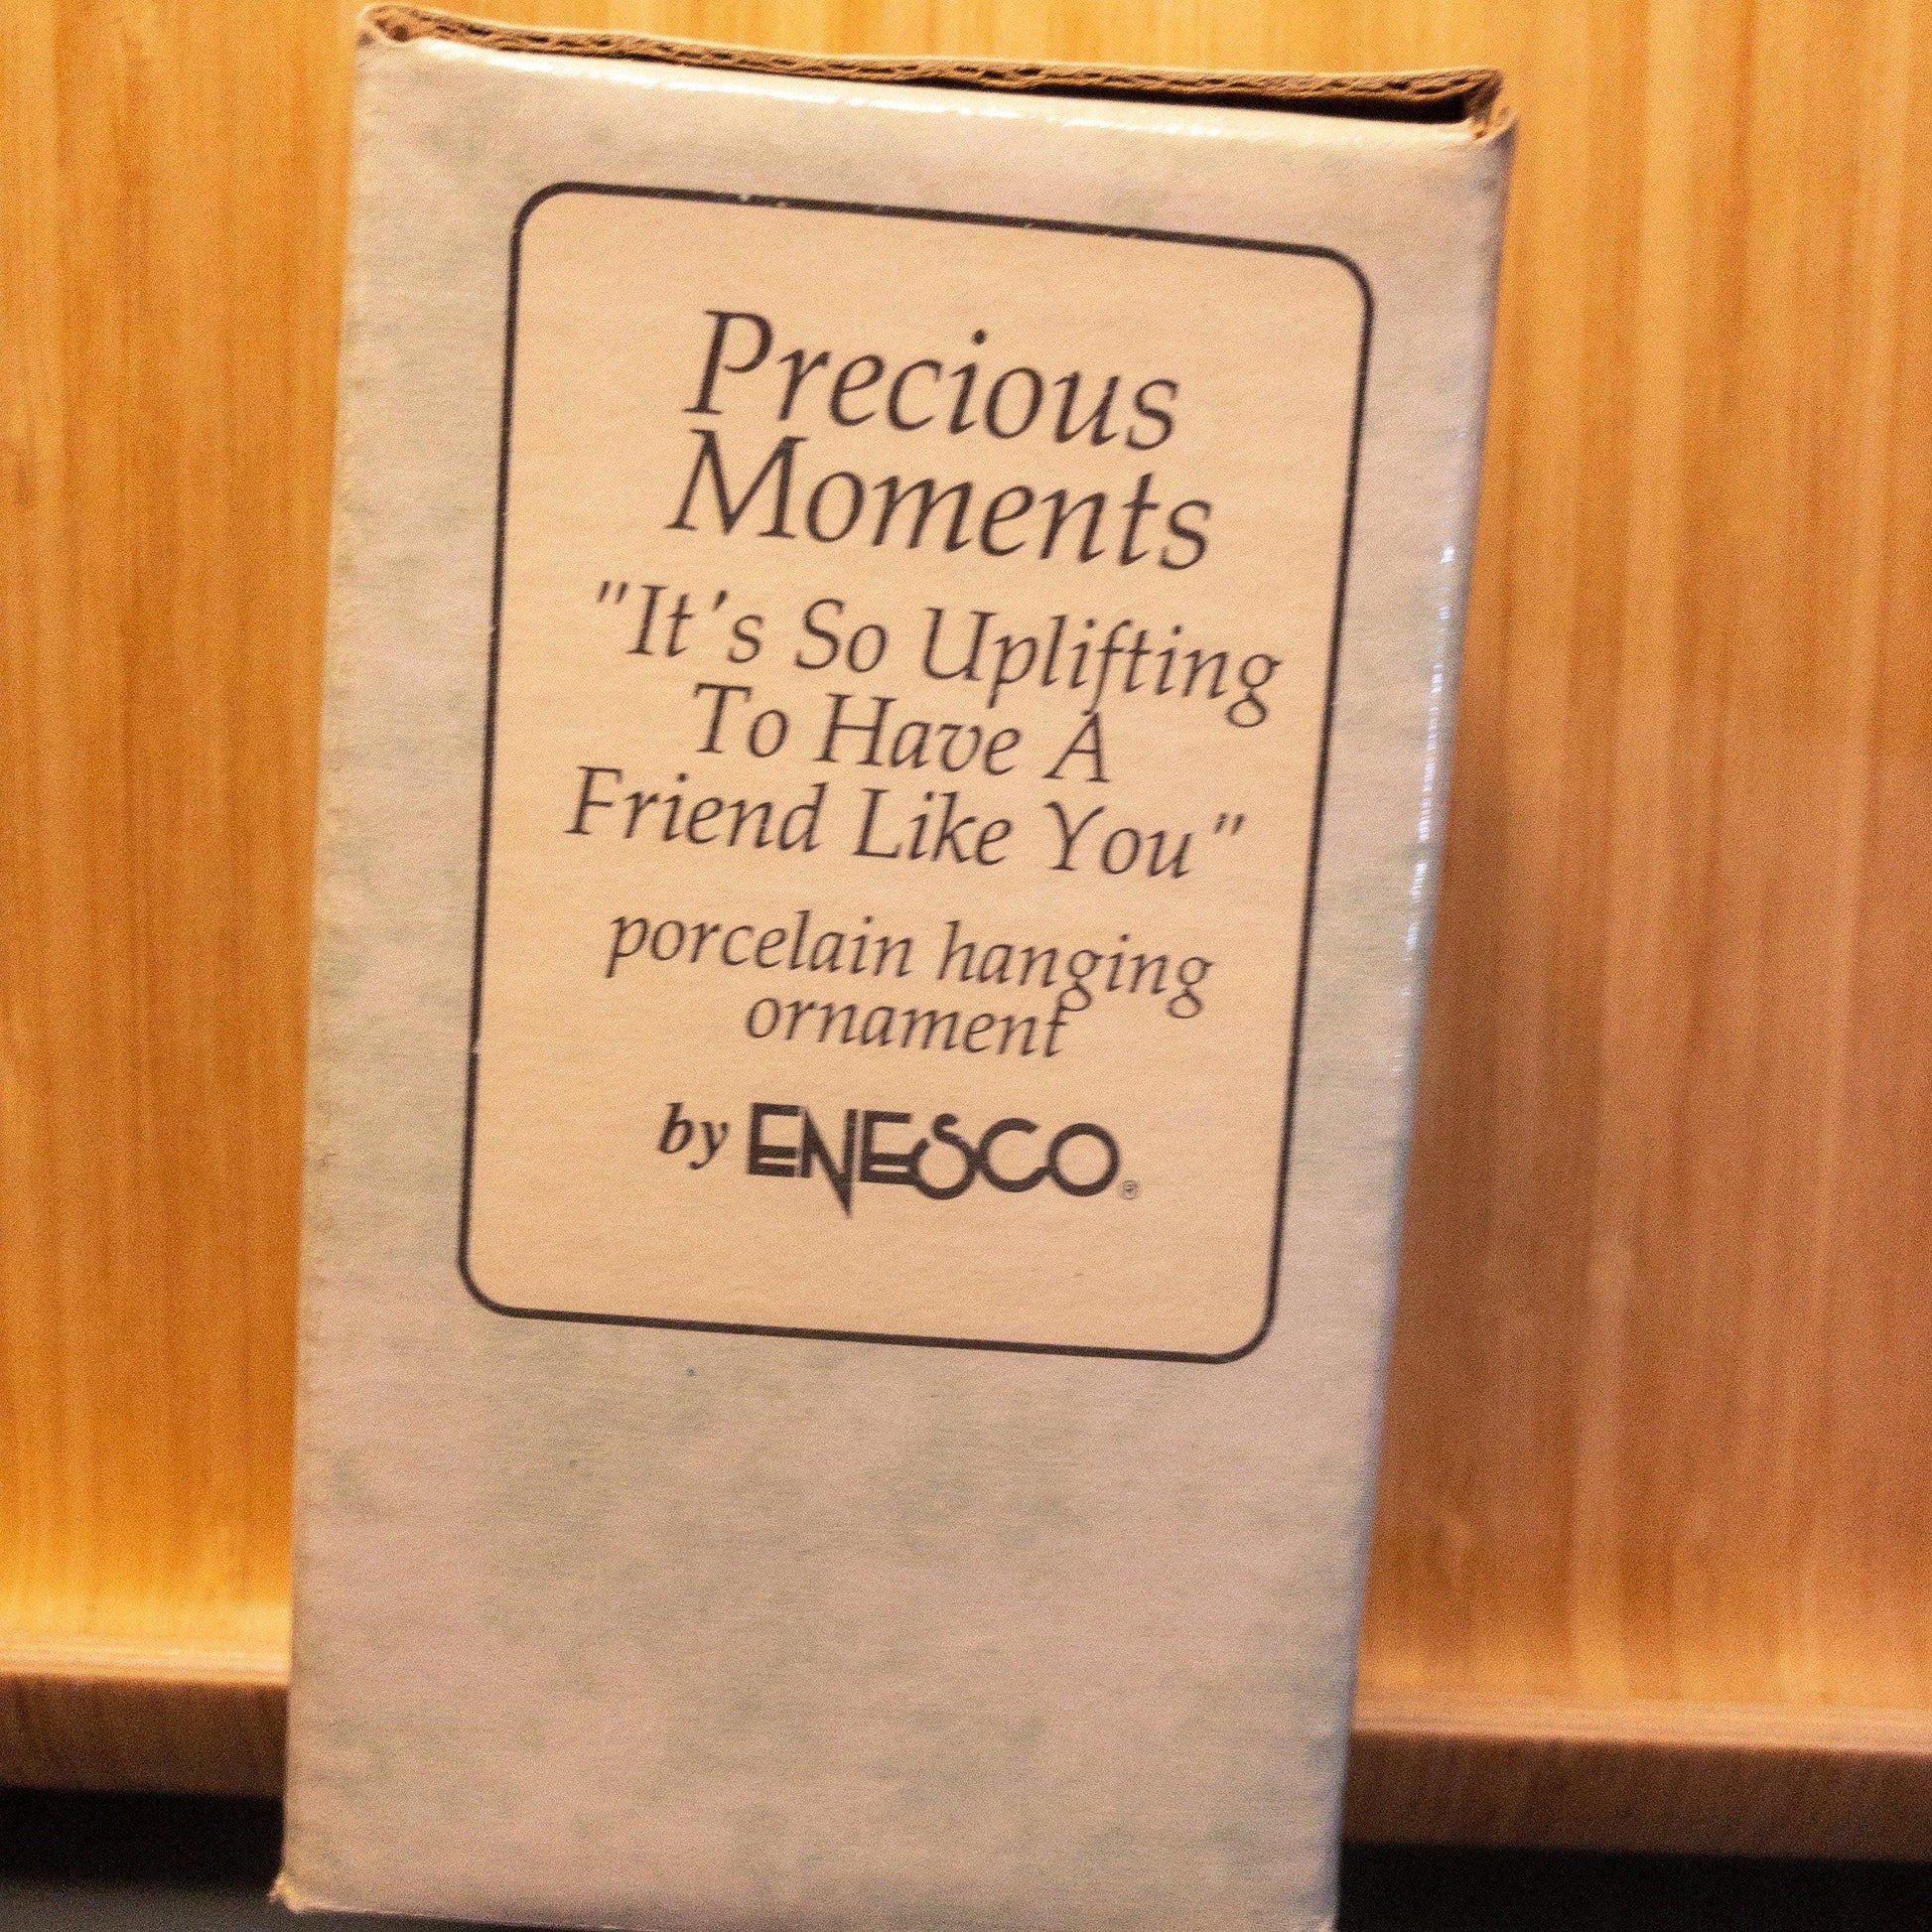 Precious
Moments
"It's So Uplifting
To Have A
Friend Like You"
porcelain hanging
ornament
by ENESCO®